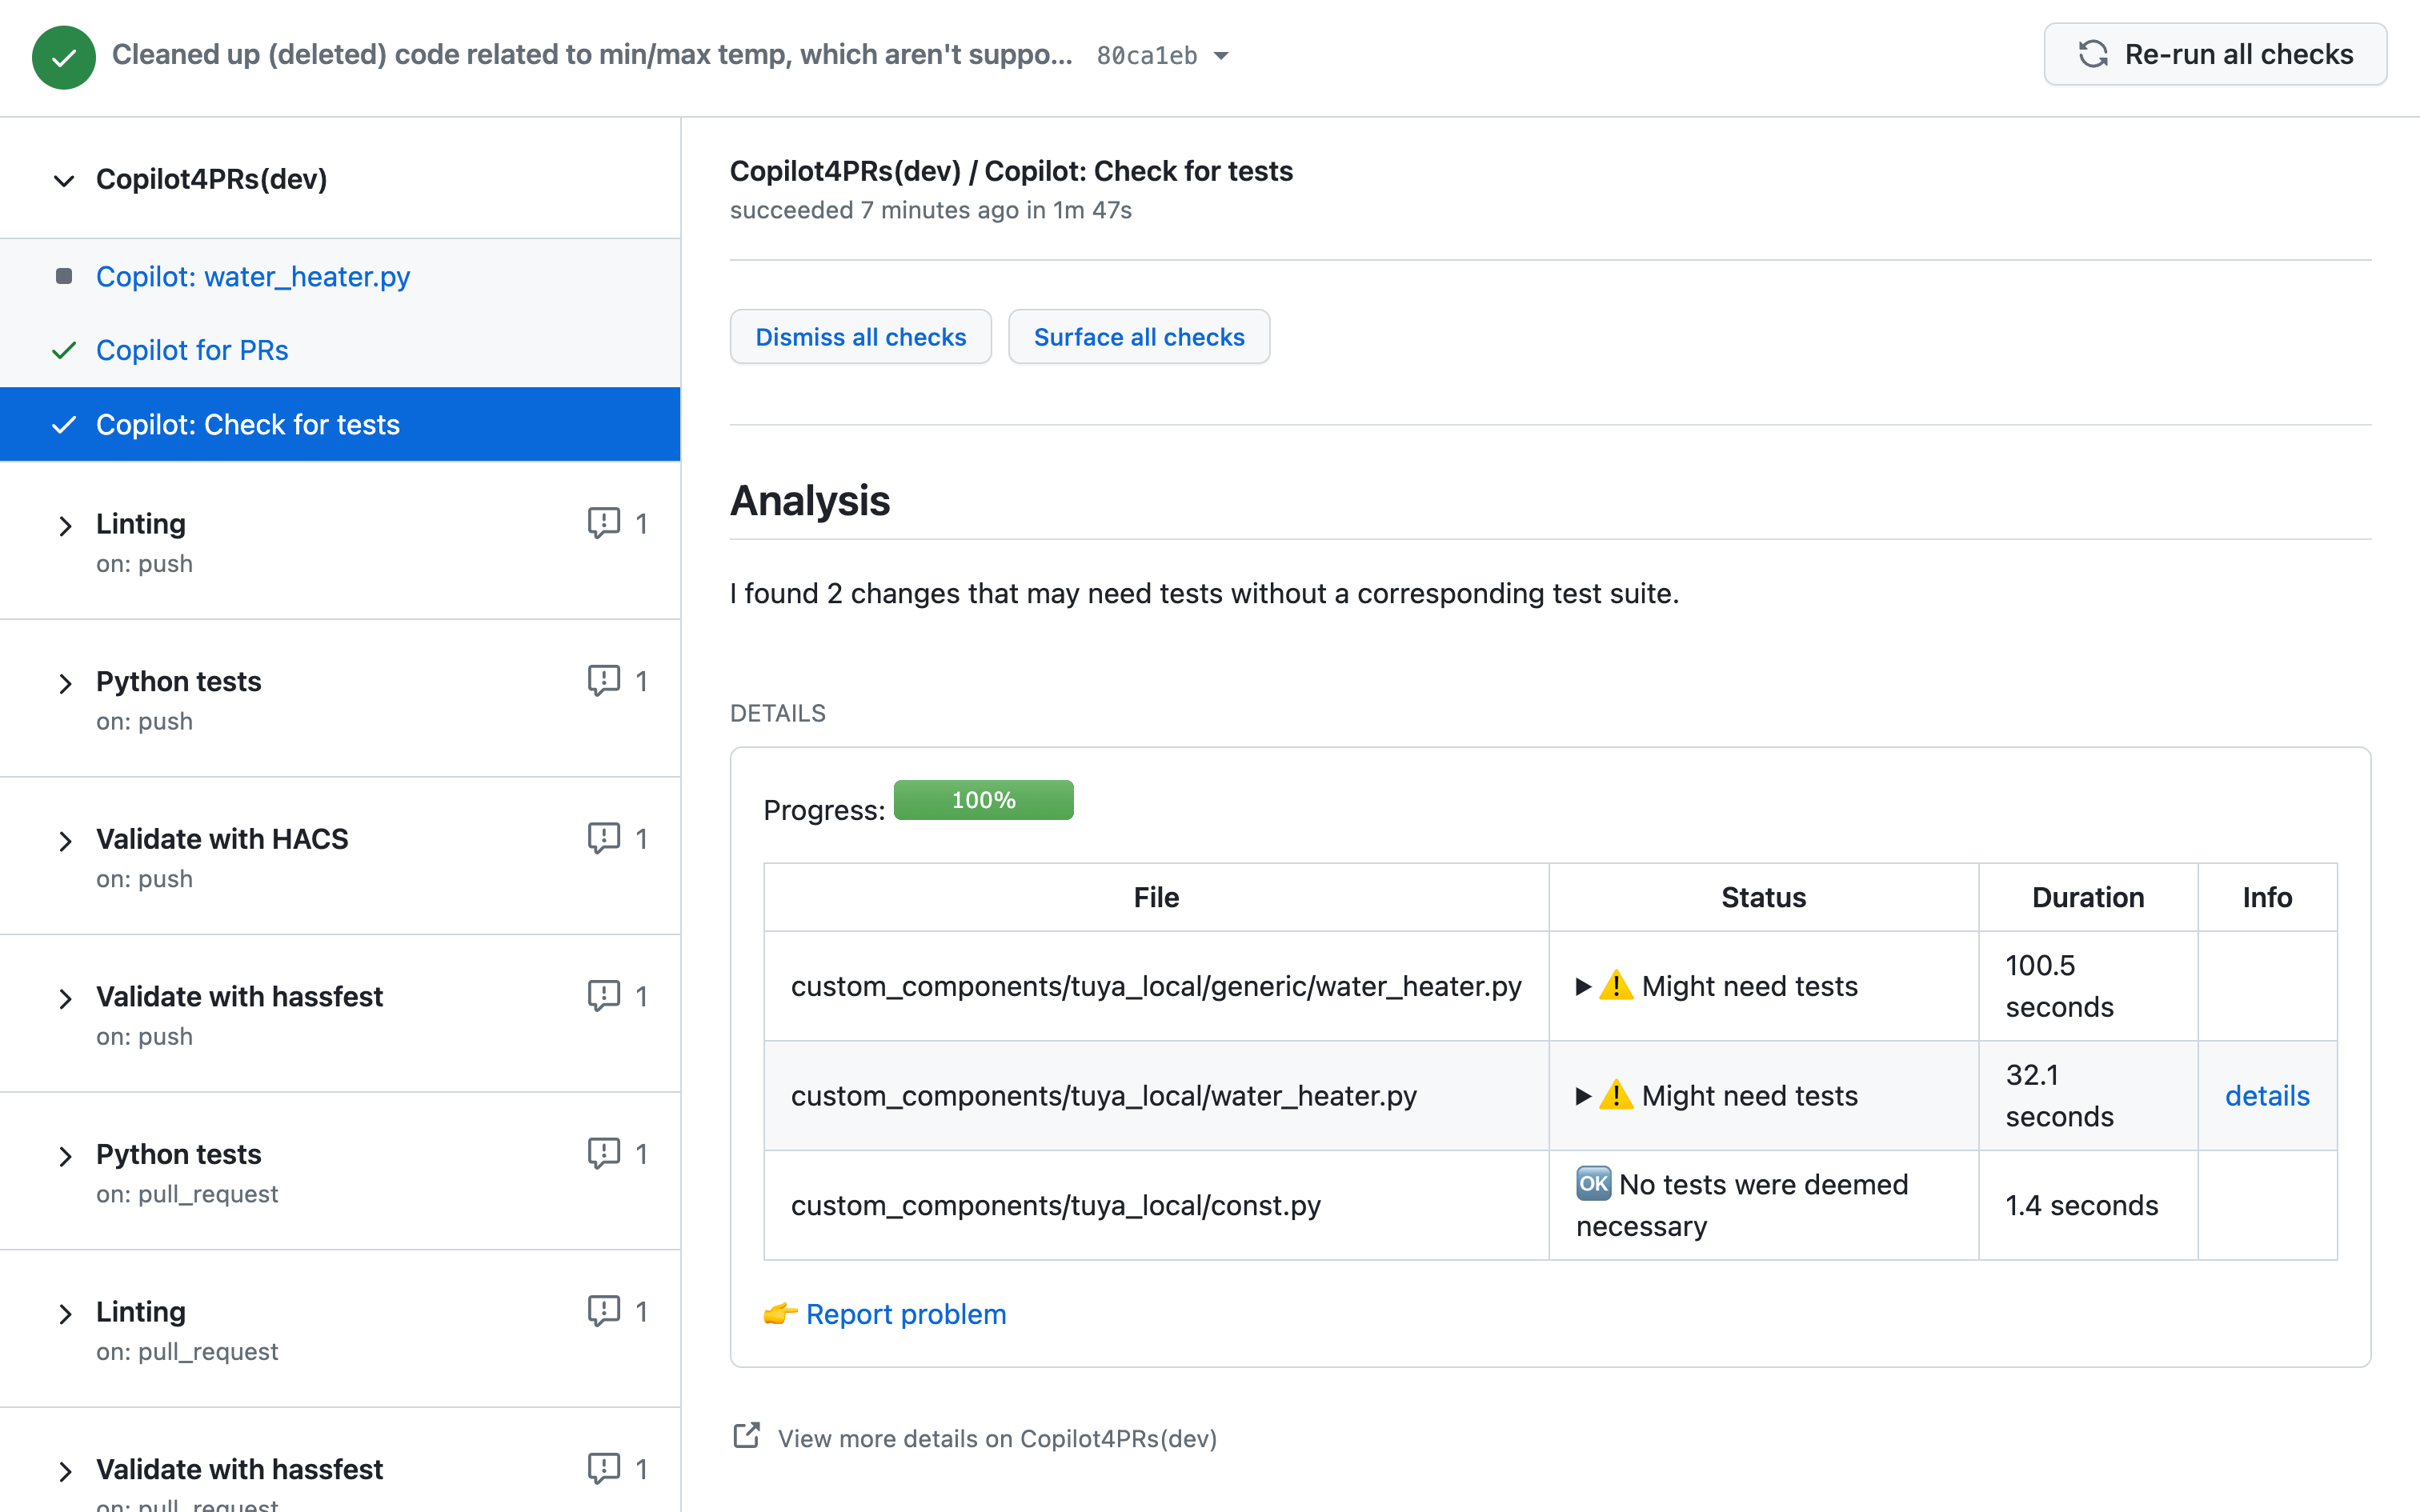 Cleaned up (deleted) code related to min/max temp, which aren't suppo... 80ca1eb
Re-run all checks
Copilot4PRs(dev)
Copilot: water_heater.py
Copilot for PRs
Copilot: Check for tests
Linting 1
on: push
Python tests 1
on: push
Validate with HACS 1
on: push
Validate with hassfest 1
on: push
Python tests 1
on: pull_request
Linting 1
on: pull_request
Validate with hassfest 1
on: pull_request
Copilot4PRs(dev) / Copilot: Check for tests
succeeded 7 minutes ago in 1m 47s
Dismiss all checks Surface all checks
Analysis
I found 2 changes that may need tests without a corresponding test suite.
DETAILS
Progress: 100%
File Status Duration Info
custom_components/tuya_local/generic/water_heater.py ▶ ⚠️ Might need tests 100.5
seconds
custom_components/tuya_local/water_heater.py ▶ ⚠️ Might need tests 32.1
seconds details
custom_components/tuya_local/const.py 🆗 No tests were deemed
necessary 1.4 seconds
👉 Report problem
View more details on Copilot4PRs(dev)